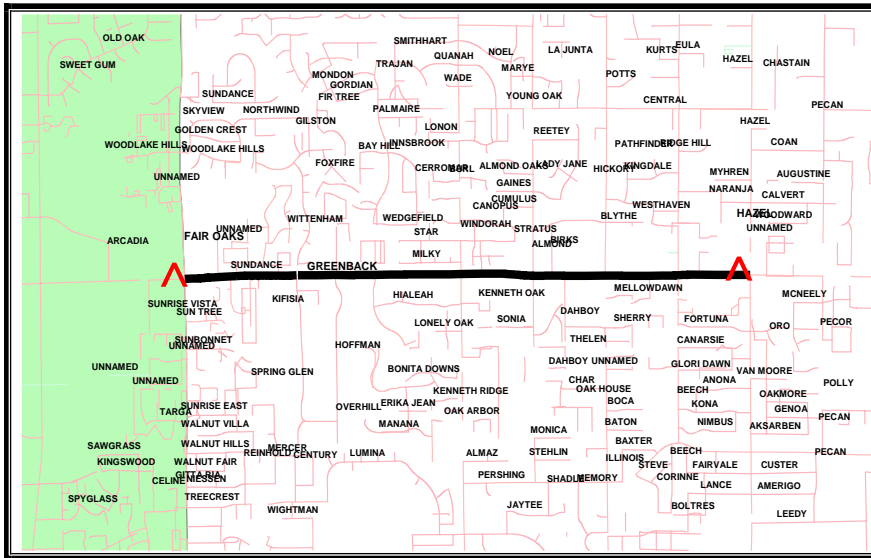 OLD OAK
SMITHHART
EULA
KURTS
LA JUNTA
NOEL
QUANAH
HAZEL
CHASTAIN
SWEET GUM
TRAJAN
MARYE
POTTS
MONDON
WADE
GORDIAN
SUNDANCE
FIR TREE
YOUNG OAK
CENTRAL
PECAN
SKYVIEW
NORTHWIND
PALMAIRE
GILSTON
HAZEL
GOLDEN CREST
LONON
REETEY
WOODLAKE HILLS
WOODLAKE HILLS
BAY HILL
INNSBROOK
PATHFINDER
RIDGE HILL
COAN
FOXFIRE
CERROMAR
BURL
ALMOND OAKS
LADY JANE
HICKORY
KINGDALE
MYHREN
AUGUSTINE
UNNAMED
GAINES
NARANJA
CALVERT
CUMULUS
CANOPUS
WESTHAVEN
WITTENHAM
WEDGEFIELD
BLYTHE
HAZEL
WOODWARD
UNNAMED
WINDORAH
STRATUS
UNNAMED
ARCADIA
FAIR OAKS
STAR
BIRKS
ALMOND
MILKY
SUNDANCE
GREENBACK
MELLOWDAWN
KIFISIA
HIALEAH
KENNETH OAK
MCNEELY
SUNRISE VISTA
SUN TREE
DAHBOY
LONELY OAK
SONIA
SHERRY
FORTUNA
ORO
PECOR
SUNBONNET
UNNAMED
HOFFMAN
THELEN
CANARSIE
UNNAMED
SPRING GLEN
BONITA DOWNS
DAHBOY
UNNAMED
GLORI DAWN
VAN MOORE
UNNAMED
CHAR
OAK HOUSE
ANONA
POLLY
KENNETH RIDGE
BEECH
OAKMORE
TARGA
SUNRISE EAST
OVERHILL
ERIKA JEAN
OAK ARBOR
BOCA
KONA
GENOA
WALNUT VILLA
MANANA
MONICA
BATON
NIMBUS
AKSARBEN
PECAN
SAWGRASS
WALNUT HILLS
MERCER
BAXTER
REINHOLD
CENTURY
LUMINA
ALMAZ
STEHLIN
ILLINOIS
BEECH
PECAN
KINGSWOOD
WALNUT FAIR
STEVE
FAIRVALE
CUSTER
CELINE
NIESSEN
PERSHING
SHADLE
MEMORY
CORINNE
LANCE
AMERIGO
SPYGLASS
TREECREST
WIGHTMAN
JAYTEE
BOLTRES
LEEDY